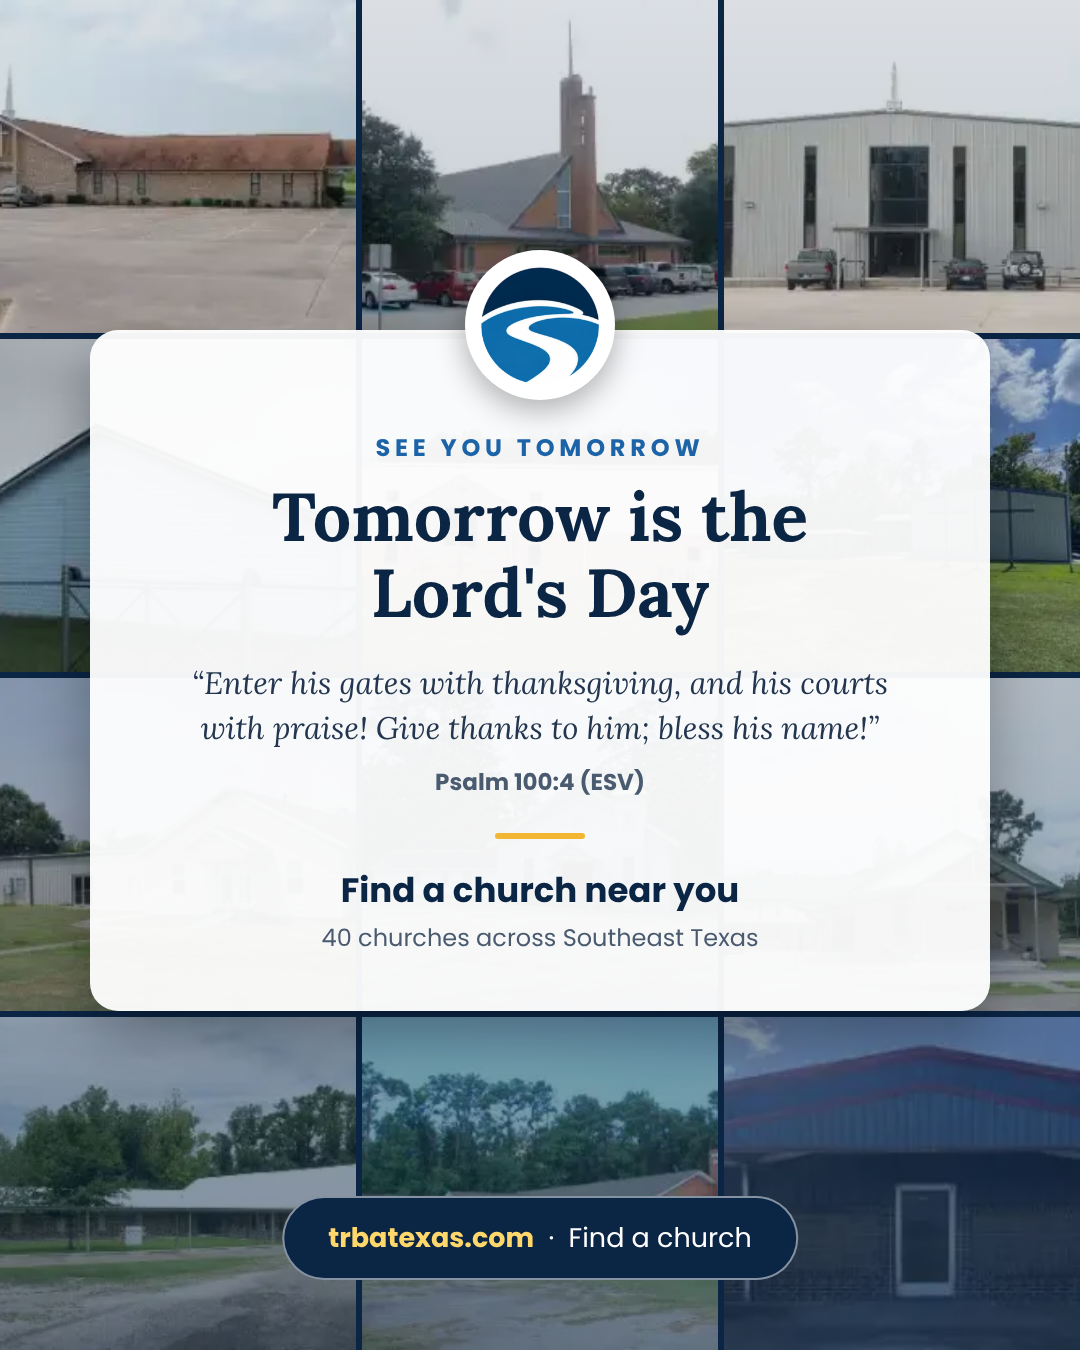 SEE YOU TOMORROW
Tomorrow is the
Lord's Day
“Enter his gates with thanksgiving, and his courts
with praise! Give thanks to him; bless his name!”
Psalm 100:4 (ESV)
Find a church near you
40 churches across Southeast Texas
trbatexas.com · Find a church